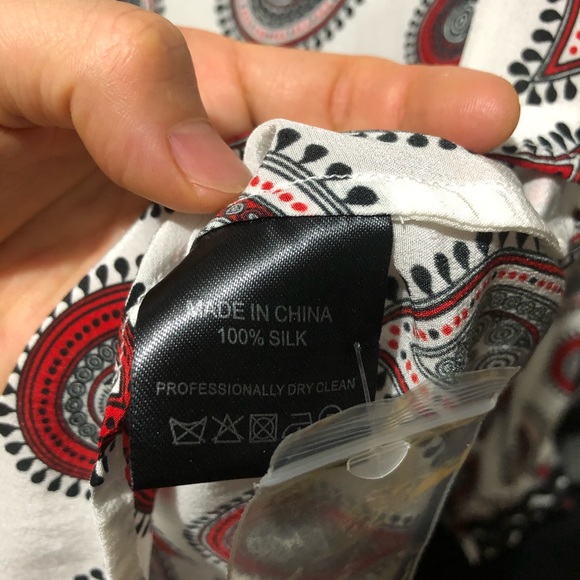 MADE IN CHINA
100% SILK
PROFESSIONALLY DRY CLEAN